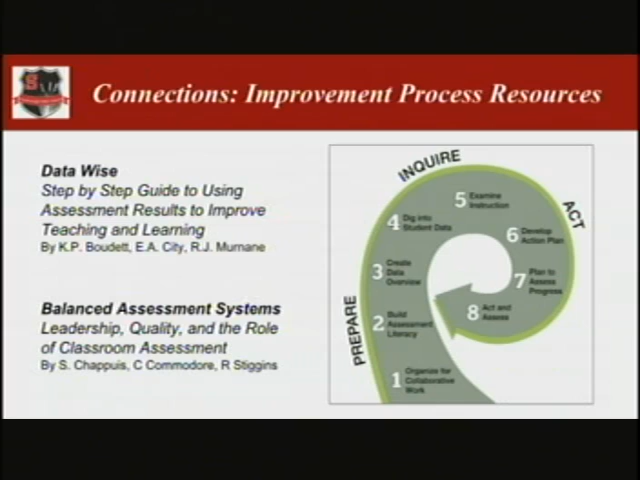 S
Connections: Improvement Process Resources
Data Wise
Step by Step Guide to Using
Assessment Results to Improve
Teaching and Learning
By K.P. Boudett, E.A. City, R.J. Murnane
Balanced Assessment Systems
Leadership, Quality, and the Role
of Classroom Assessment
By S. Chappuis, C Commodore, R Stiggins
PREPARE
INQUIRE
ACT
1 Organize for
Collaborative
Work
2 Build
Assessment
Literacy
3 Create
Data
Overview
4 Dig into
Student Data
5 Examine
Instruction
6 Develop
Action Plan
7 Plan to
Assess
Progress
8 Act and
Assess